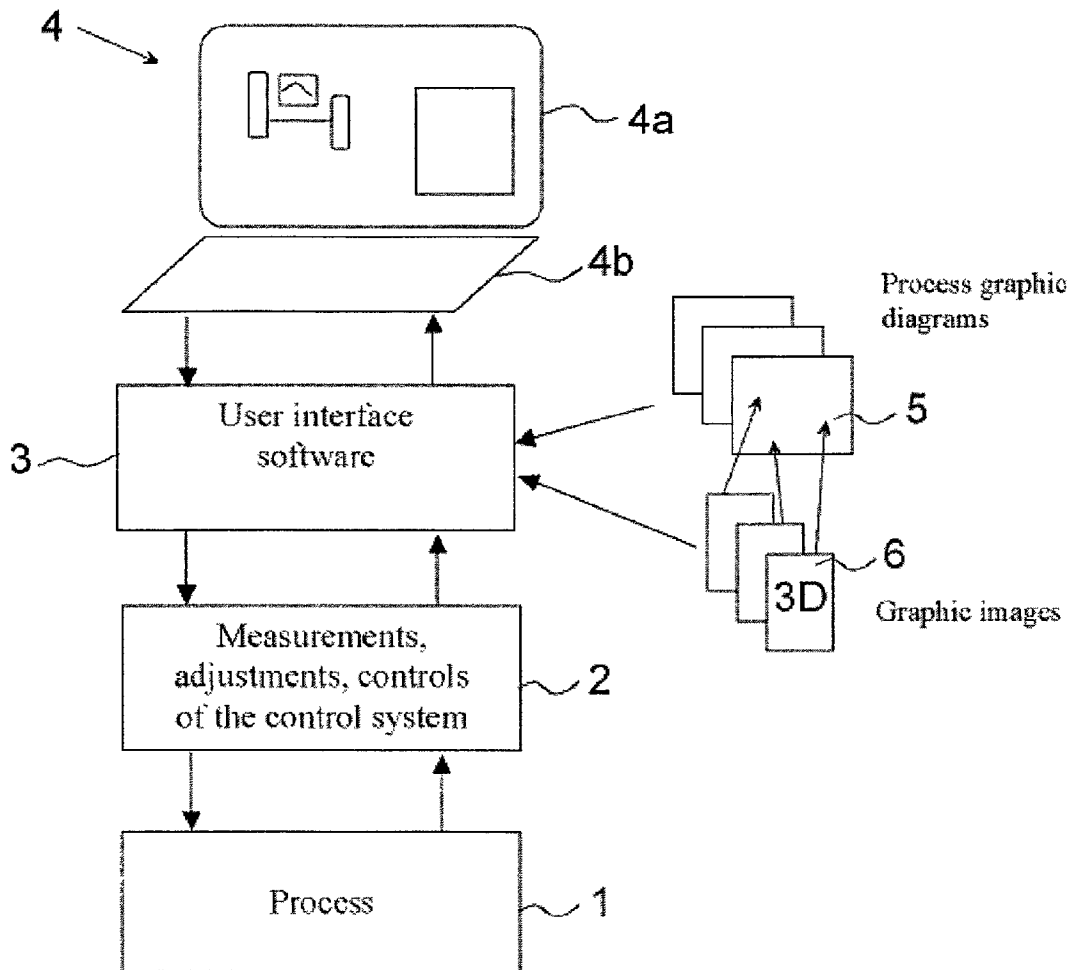 4
4a
4b
Process graphic
diagrams
5
User interface
software
3
6
3D
Graphic images
Measurements,
adjustments, controls
of the control system
2
Process
1